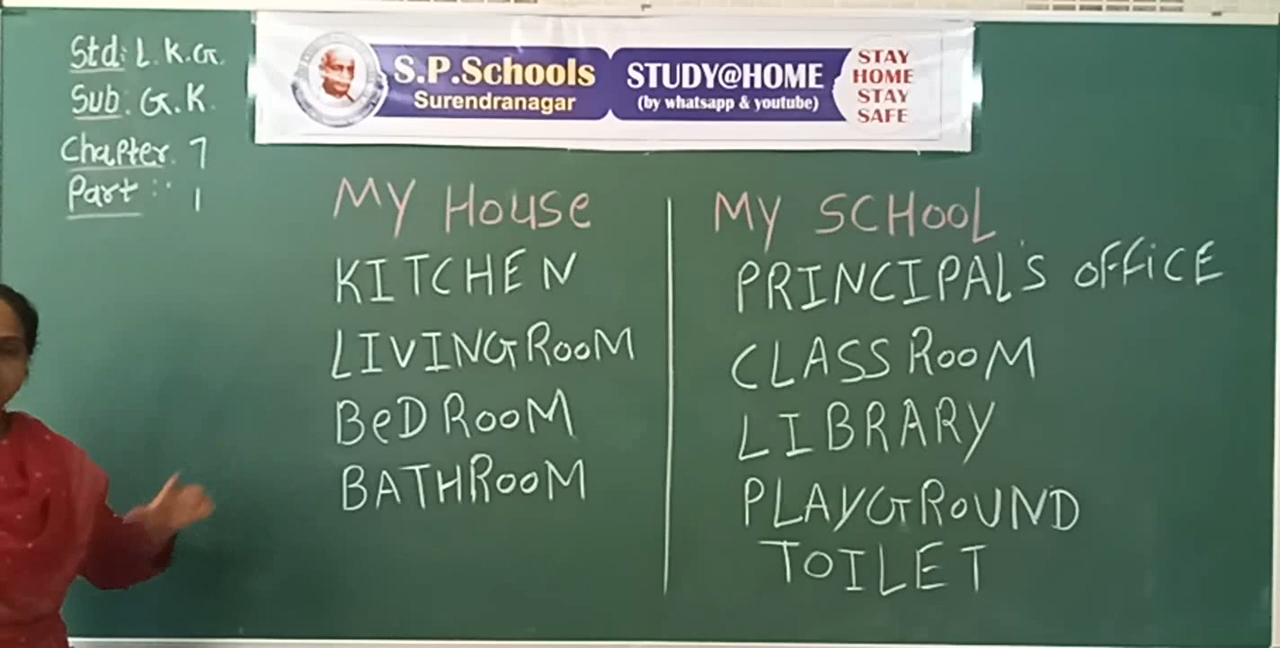 Std: L.K.G.
Sub: G.K.
Chapter. 7
Part: 1
S.P.Schools
Surendranagar
STUDY@HOME
(by whatsapp & youtube)
STAY
HOME
STAY
SAFE
MY HOUSe
KITCHEN
LIVINGROOM
BeDROOM
BATHROOM
MY SCHOOL
PRINCIPAL'S OFFiCE
CLASSROOM
LIBRARY
PLAYGROUND
TOILET